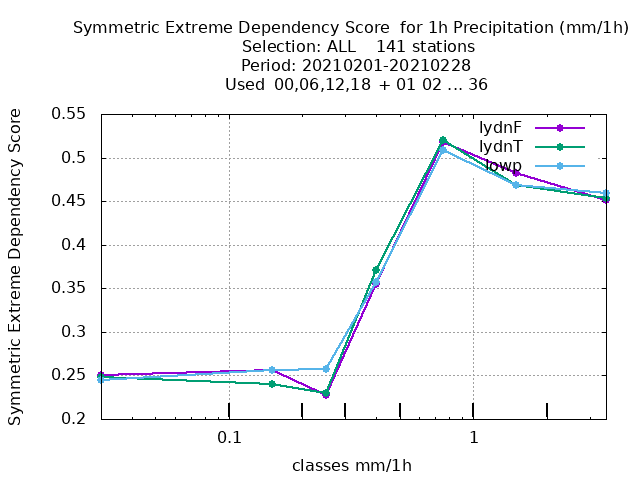 Symmetric Extreme Dependency Score  for 1h Precipitation (mm/1h)
Selection: ALL    141 stations
Period: 20210201-20210228
Used  00,06,12,18  + 01 02 ... 36
Symmetric Extreme Dependency Score
0.55
0.5
0.45
0.4
0.35
0.3
0.25
0.2
lydnF
lydnT
lowp
0.1
1
classes mm/1h